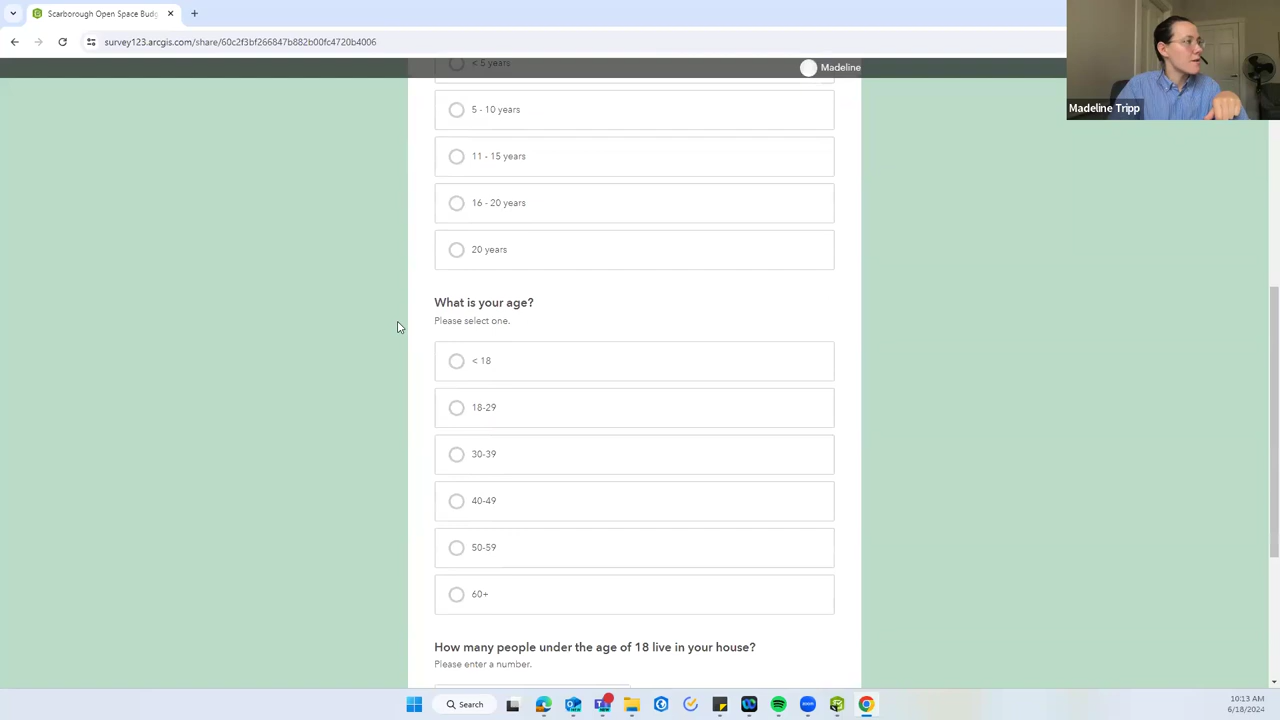 Scarborough Open Space Budg
survey123.arcgis.com/share/60c2f3bf266847b882b00fc4720b4006
Madeline
Madeline Tripp
< 5 years
5 - 10 years
11 - 15 years
16 - 20 years
20 years
What is your age?
Please select one.
< 18
18-29
30-39
40-49
50-59
60+
How many people under the age of 18 live in your house?
Please enter a number.
Search
10:13 AM
6/18/2024